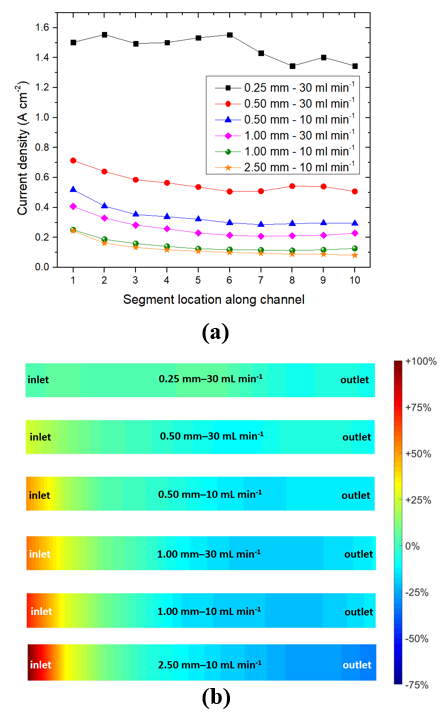 1.6
1.4
1.2
1.0
0.8
0.6
0.4
0.2
0.0
Current density (A cm⁻²)
0.25 mm - 30 ml min⁻¹
0.50 mm - 30 ml min⁻¹
0.50 mm - 10 ml min⁻¹
1.00 mm - 30 ml min⁻¹
1.00 mm - 10 ml min⁻¹
2.50 mm - 10 ml min⁻¹
1 2 3 4 5 6 7 8 9 10
Segment location along channel
(a)
inlet 0.25 mm–30 mL min⁻¹ outlet
inlet 0.50 mm–30 mL min⁻¹ outlet
inlet 0.50 mm–10 mL min⁻¹ outlet
inlet 1.00 mm–30 mL min⁻¹ outlet
inlet 1.00 mm–10 mL min⁻¹ outlet
inlet 2.50 mm–10 mL min⁻¹ outlet
+100%
+75%
+50%
+25%
0%
-25%
-50%
-75%
(b)